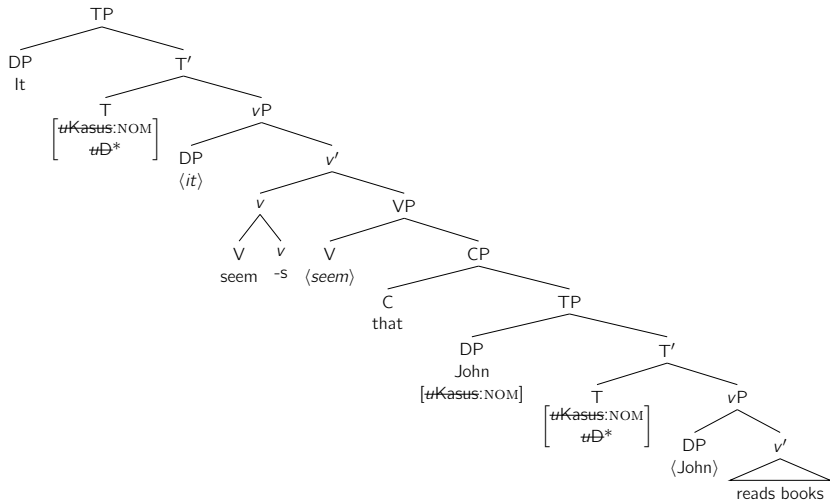 TP
DP T′
It
T vP
[uKasus:NOM
uD*]
DP v′
⟨it⟩
v VP
V v V CP
seem -s ⟨seem⟩
C TP
that
DP T′
John
[uKasus:NOM]
T vP
[uKasus:NOM
uD*]
DP v′
⟨John⟩
reads books